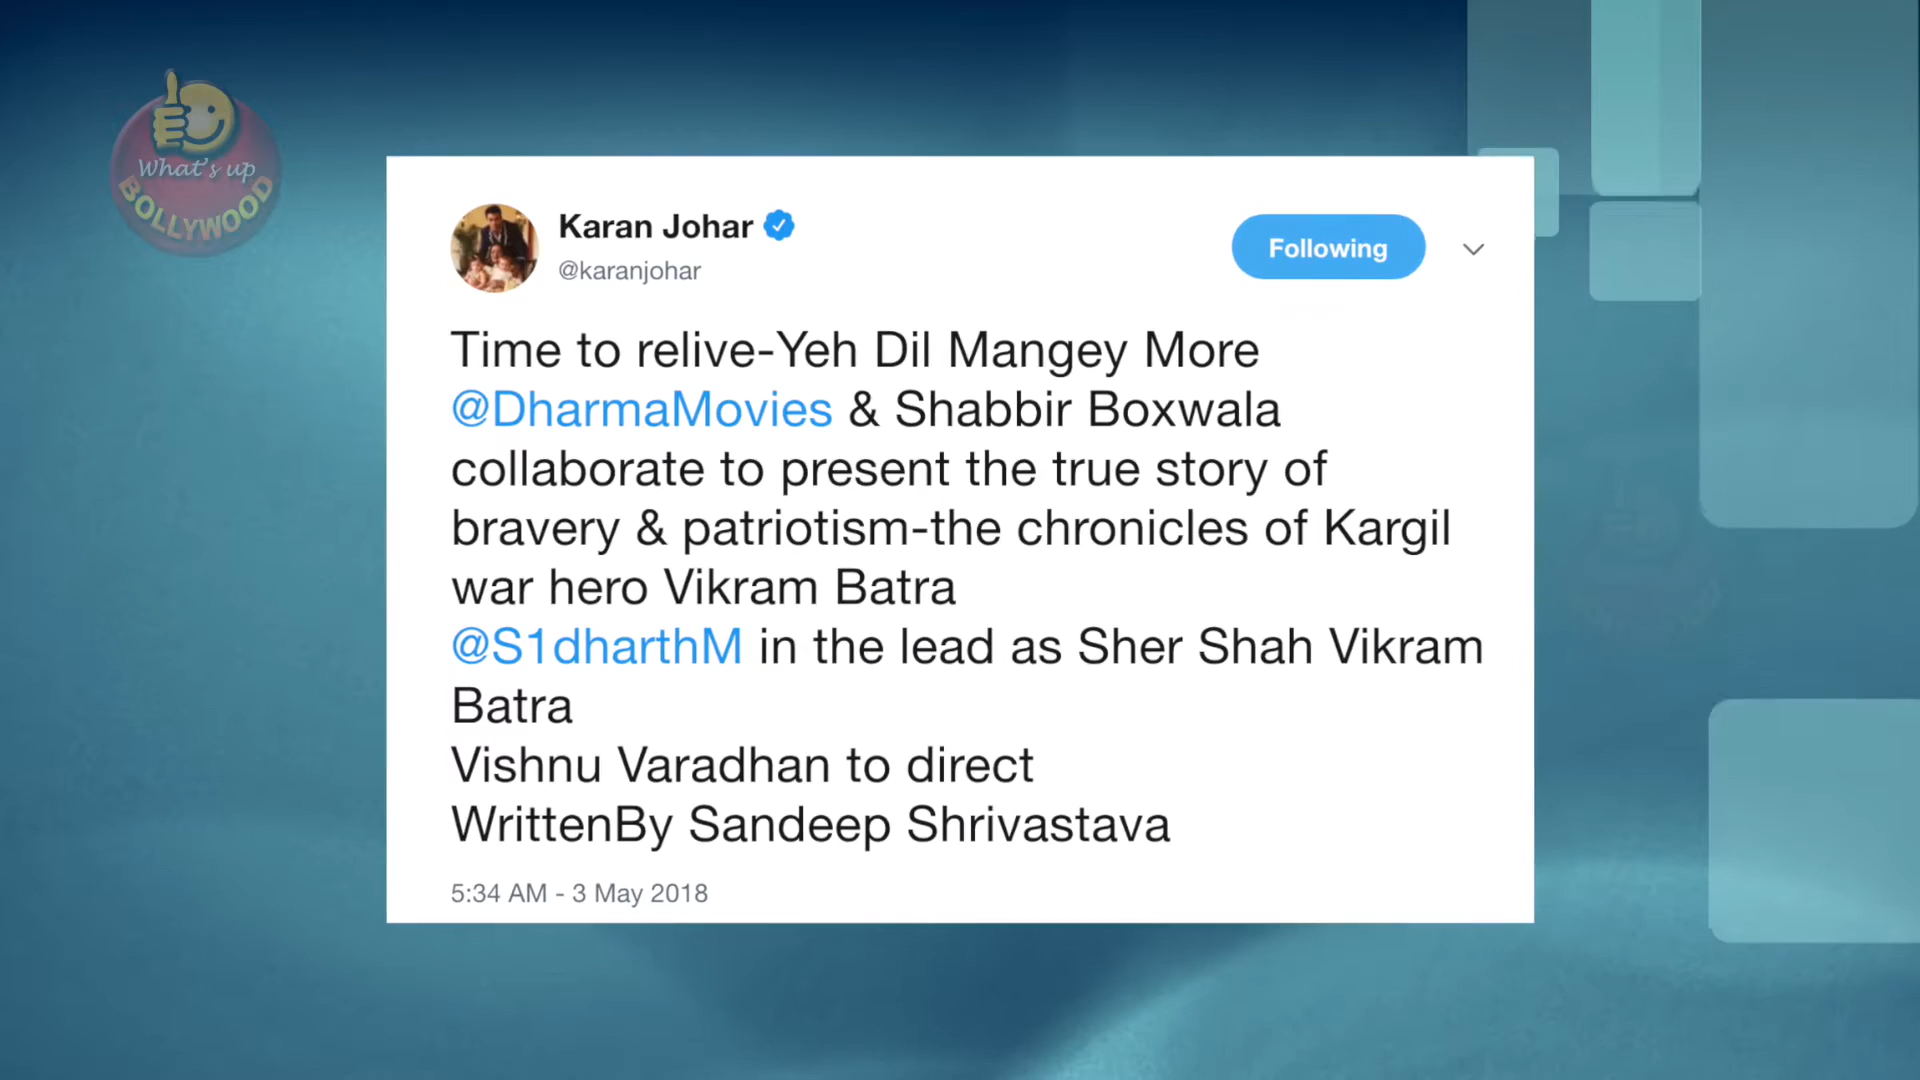 What's up
BOLLYWOOD
Karan Johar
@karanjohar
Following
Time to relive-Yeh Dil Mangey More
@DharmaMovies & Shabbir Boxwala
collaborate to present the true story of
bravery & patriotism-the chronicles of Kargil
war hero Vikram Batra
@S1dharthM in the lead as Sher Shah Vikram
Batra
Vishnu Varadhan to direct
WrittenBy Sandeep Shrivastava
5:34 AM - 3 May 2018